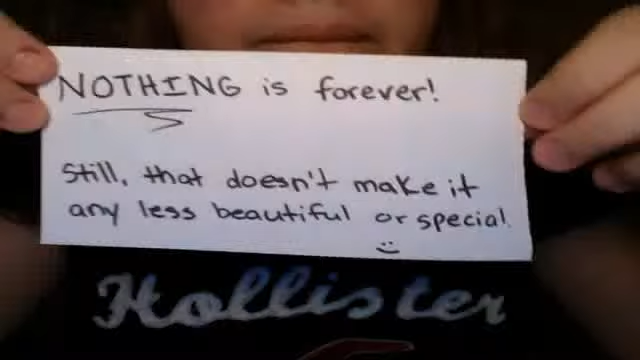 NOTHING is forever!
Still, that doesn't make it
any less beautiful or special.
Hollister